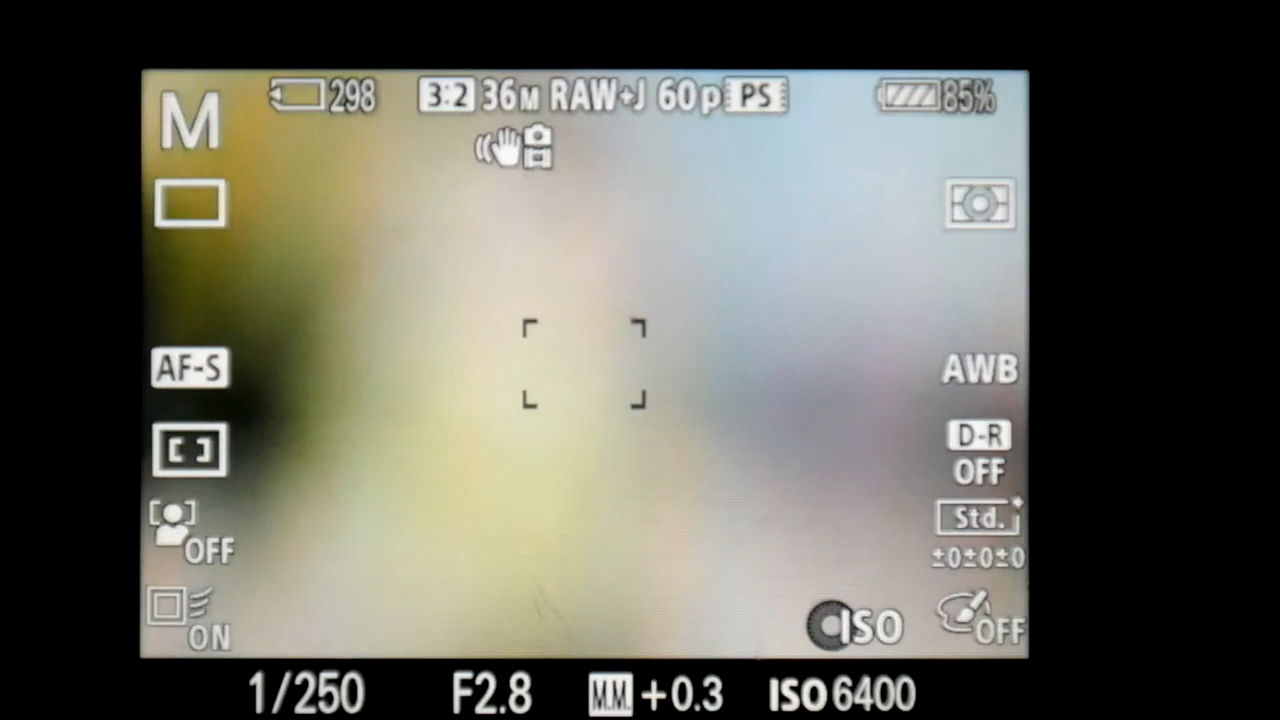 M 298 3:2 36M RAW+J 60p PS 85%
AF-S AWB
D-R
OFF
Std.
OFF ±0±0±0
ON ISO OFF
1/250 F2.8 M.M. +0.3 ISO 6400